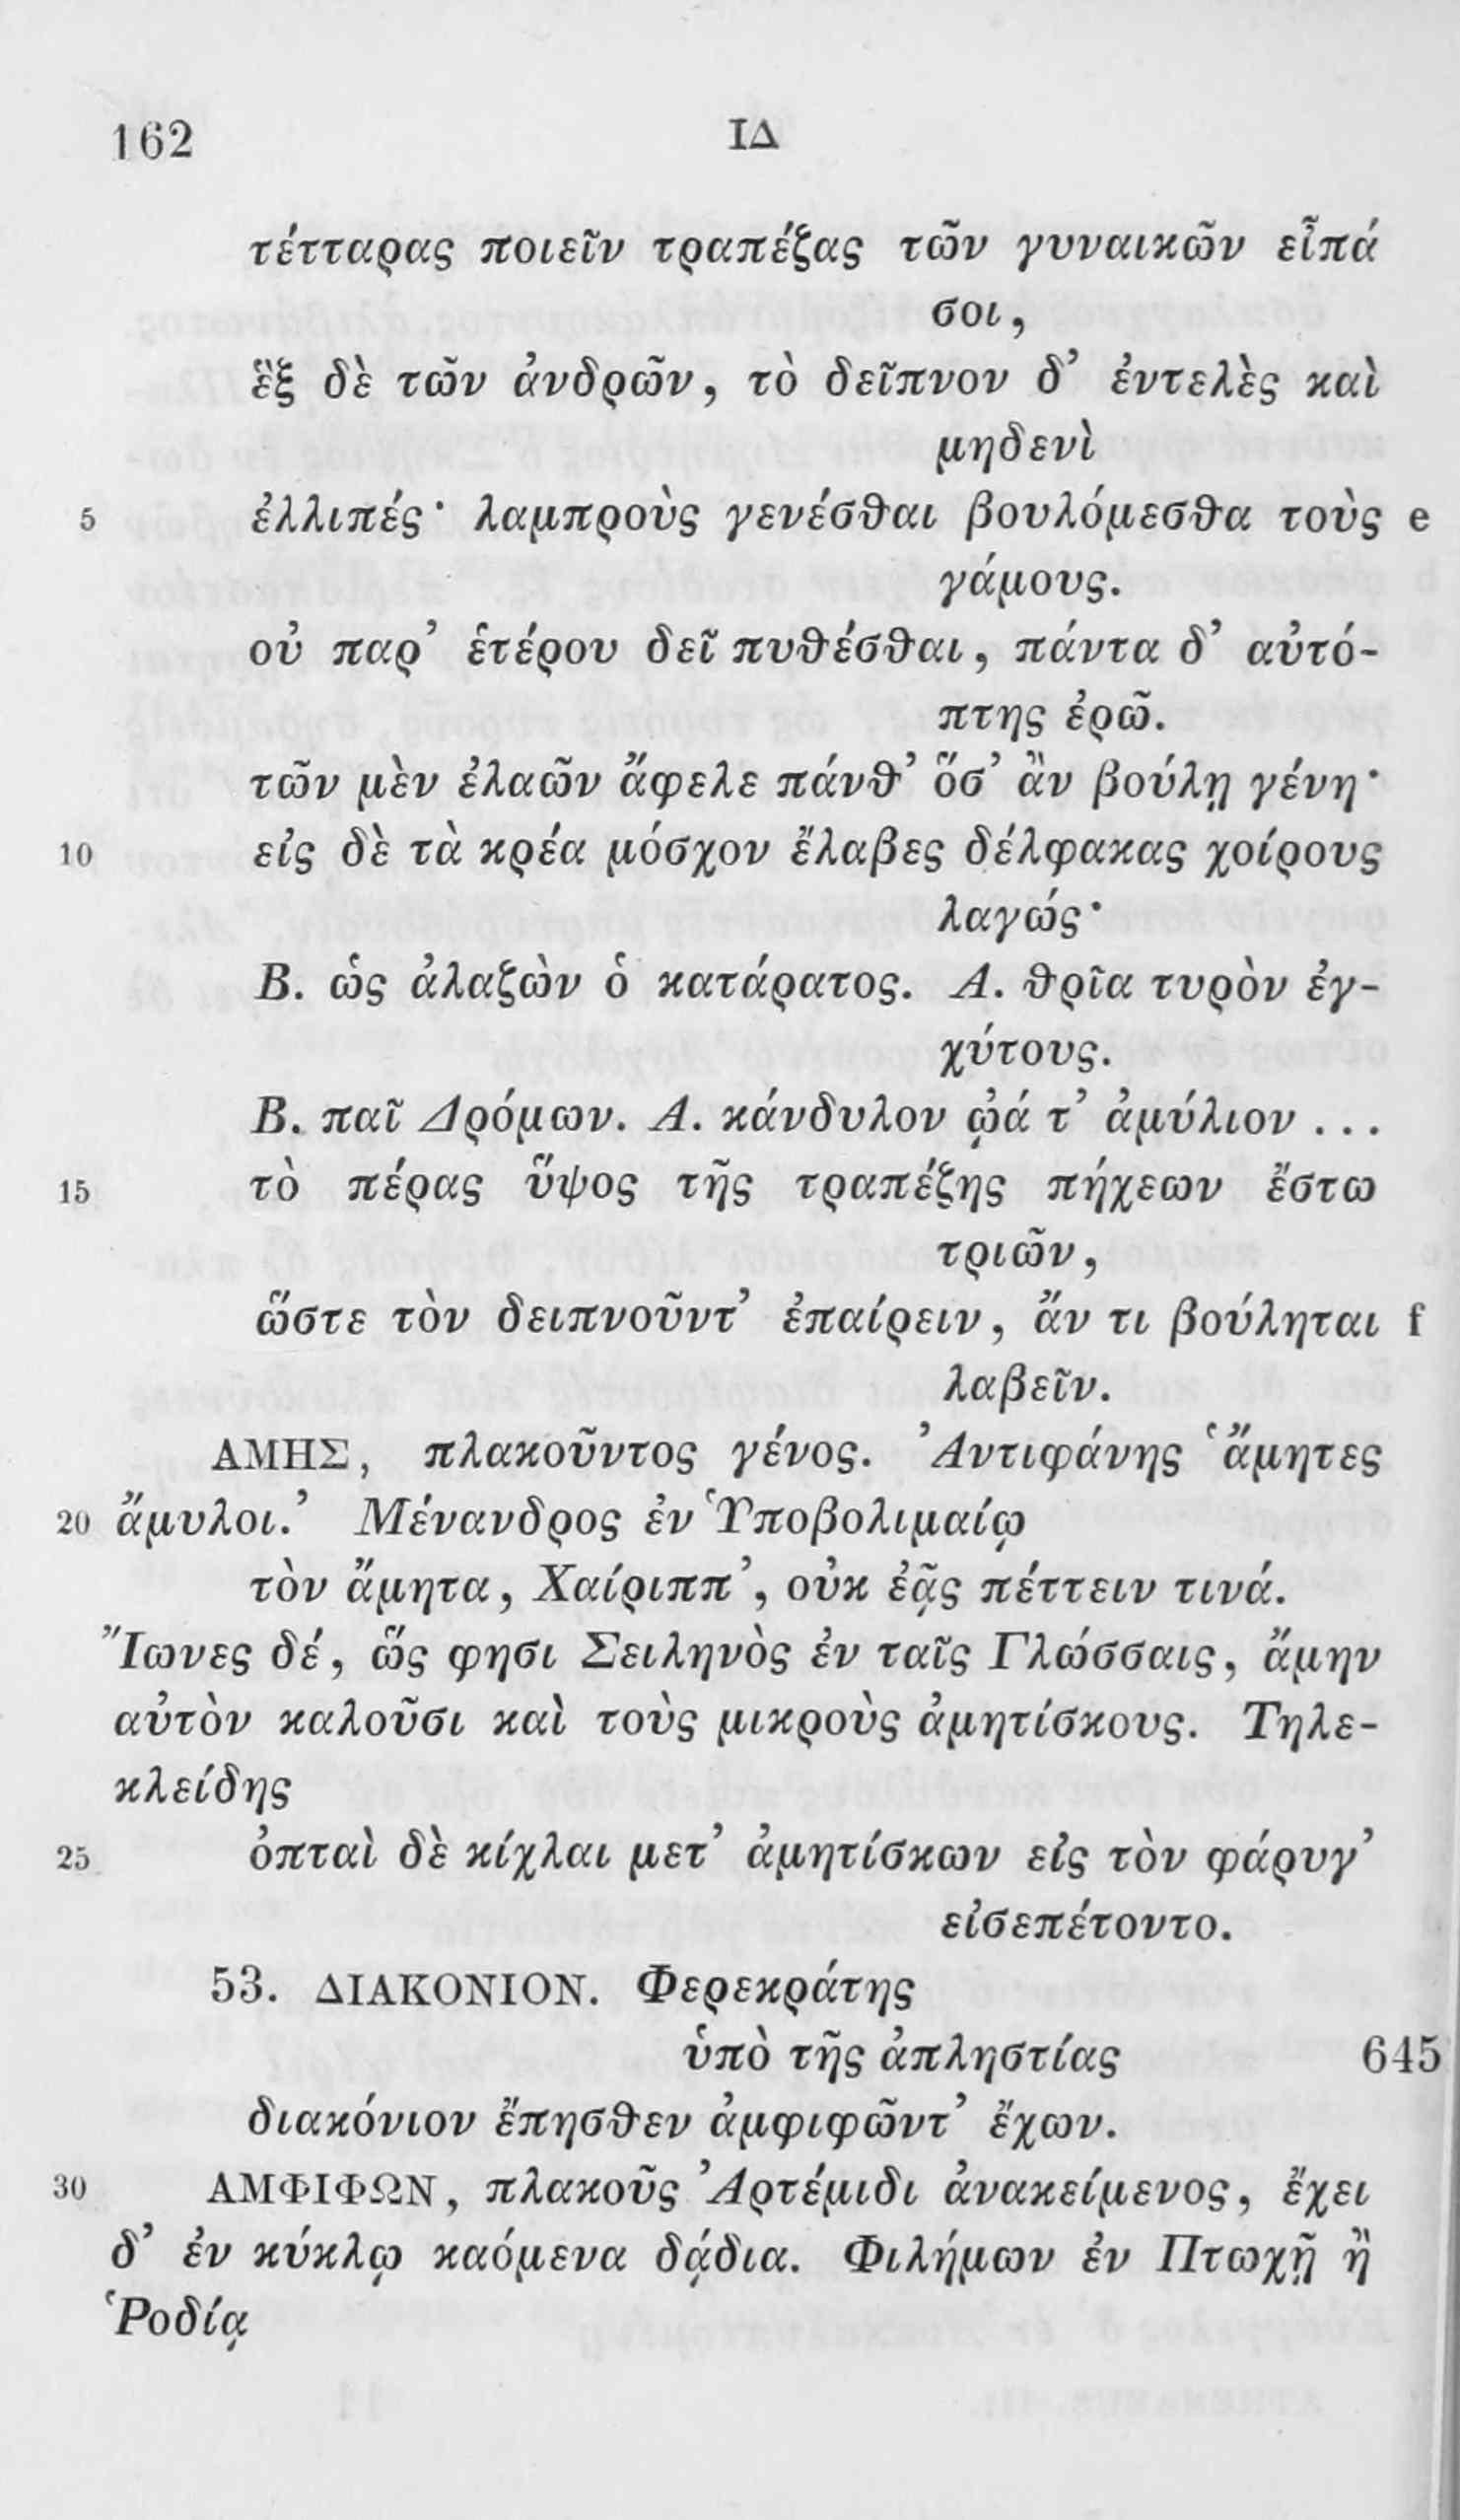 162 ΙΔ
τέτταρας ποιεῖν τραπέζας τῶν γυναικῶν εἶπά
σοι,
ἓξ δὲ τῶν ἀνδρῶν, τὸ δεῖπνον δ’ ἐντελὲς καὶ
μηδενὶ
5 ἐλλιπές· λαμπροὺς γενέσθαι βουλόμεσθα τοὺς e
γάμους.
οὐ παρ’ ἑτέρου δεῖ πυθέσθαι, πάντα δ’ αὐτό-
πτης ἐρῶ.
τῶν μὲν ἐλαῶν ἄφελε πάνθ’ ὅσ’ ἂν βούλῃ γένη·
10 εἰς δὲ τὰ κρέα μόσχον ἔλαβες δέλφακας χοίρους
λαγώς·
Β. ὡς ἀλαζὼν ὁ κατάρατος. Α. θρῖα τυρὸν ἐγ-
χύτους.
Β. παῖ Δρόμων. Α. κάνδυλον ᾠά τ’ ἀμύλιον ...
15 τὸ πέρας ὕψος τῆς τραπέζης πήχεων ἔστω
τριῶν,
ὥστε τὸν δειπνοῦντ’ ἐπαίρειν, ἄν τι βούληται f
λαβεῖν.
ΑΜΗΣ, πλακοῦντος γένος. Ἀντιφάνης ‘ἄμητες
20 ἄμυλοι.’ Μένανδρος ἐν Ὑποβολιμαίῳ
τὸν ἄμητα, Χαίριππ’, οὐκ ἐᾷς πέττειν τινά.
Ἴωνες δέ, ὥς φησι Σειληνὸς ἐν ταῖς Γλώσσαις, ἄμην
αὐτὸν καλοῦσι καὶ τοὺς μικροὺς ἀμητίσκους. Τηλε-
κλείδης
25 ὀπταὶ δὲ κίχλαι μετ’ ἀμητίσκων εἰς τὸν φάρυγ’
εἰσεπέτοντο.
53. ΔΙΑΚΟΝΙΟΝ. Φερεκράτης
ὑπὸ τῆς ἀπληστίας 645
διακόνιον ἔπησθεν ἀμφιφῶντ’ ἔχων.
30 ΑΜΦΙΦΩΝ, πλακοῦς Ἀρτέμιδι ἀνακείμενος, ἔχει
δ’ ἐν κύκλῳ καόμενα δᾴδια. Φιλήμων ἐν Πτωχῇ ἢ
Ῥοδίᾳ